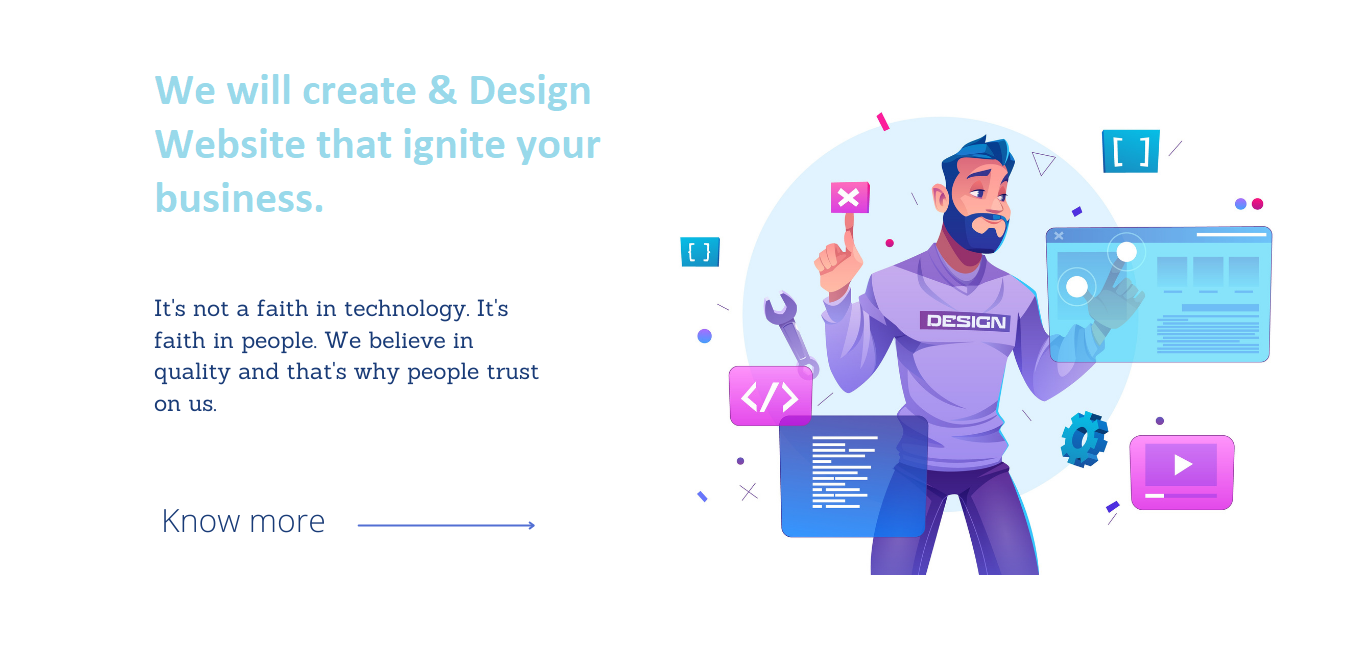 We will create & Design
Website that ignite your
business.
It's not a faith in technology. It's
faith in people. We believe in
quality and that's why people trust
on us.
Know more
[ ]
{ }
DESIGN
</>